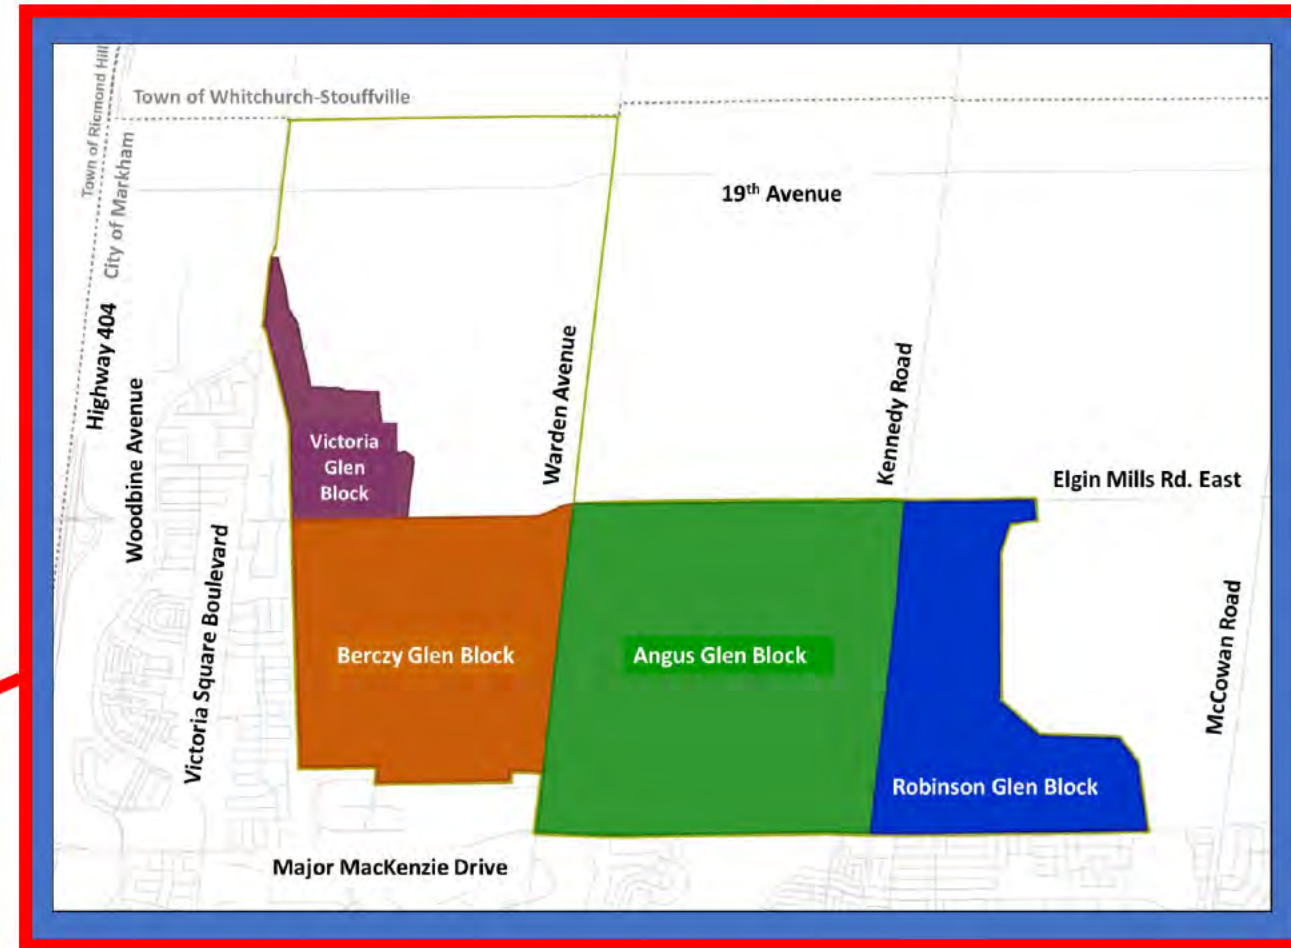 Town of Richmond Hill
City of Markham
Town of Whitchurch-Stouffville
19th Avenue
Highway 404
Woodbine Avenue
Victoria Square Boulevard
Warden Avenue
Kennedy Road
Elgin Mills Rd. East
McCowan Road
Victoria
Glen
Block
Berczy Glen Block
Angus Glen Block
Robinson Glen Block
Major MacKenzie Drive